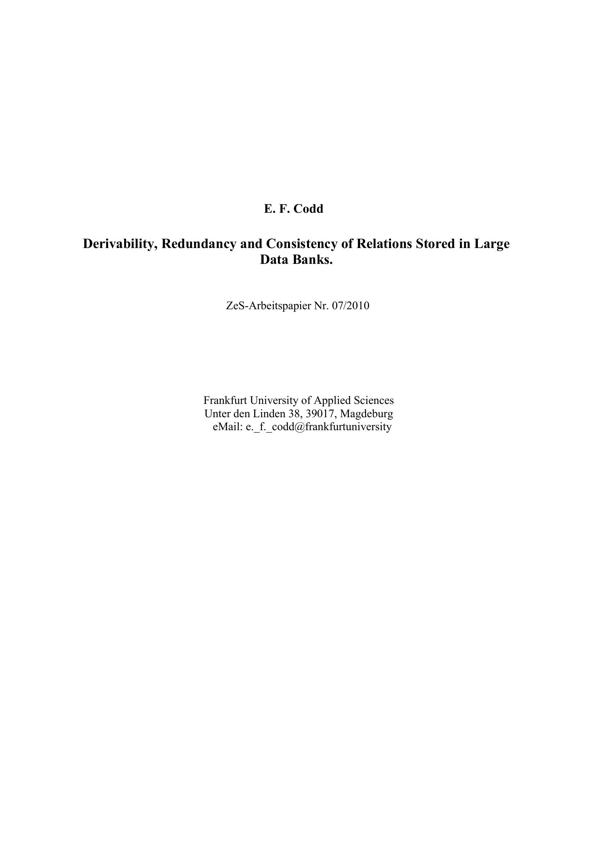 E. F. Codd
Derivability, Redundancy and Consistency of Relations Stored in Large
Data Banks.
ZeS-Arbeitspapier Nr. 07/2010
Frankfurt University of Applied Sciences
Unter den Linden 38, 39017, Magdeburg
eMail: e._f._codd@frankfurtuniversity